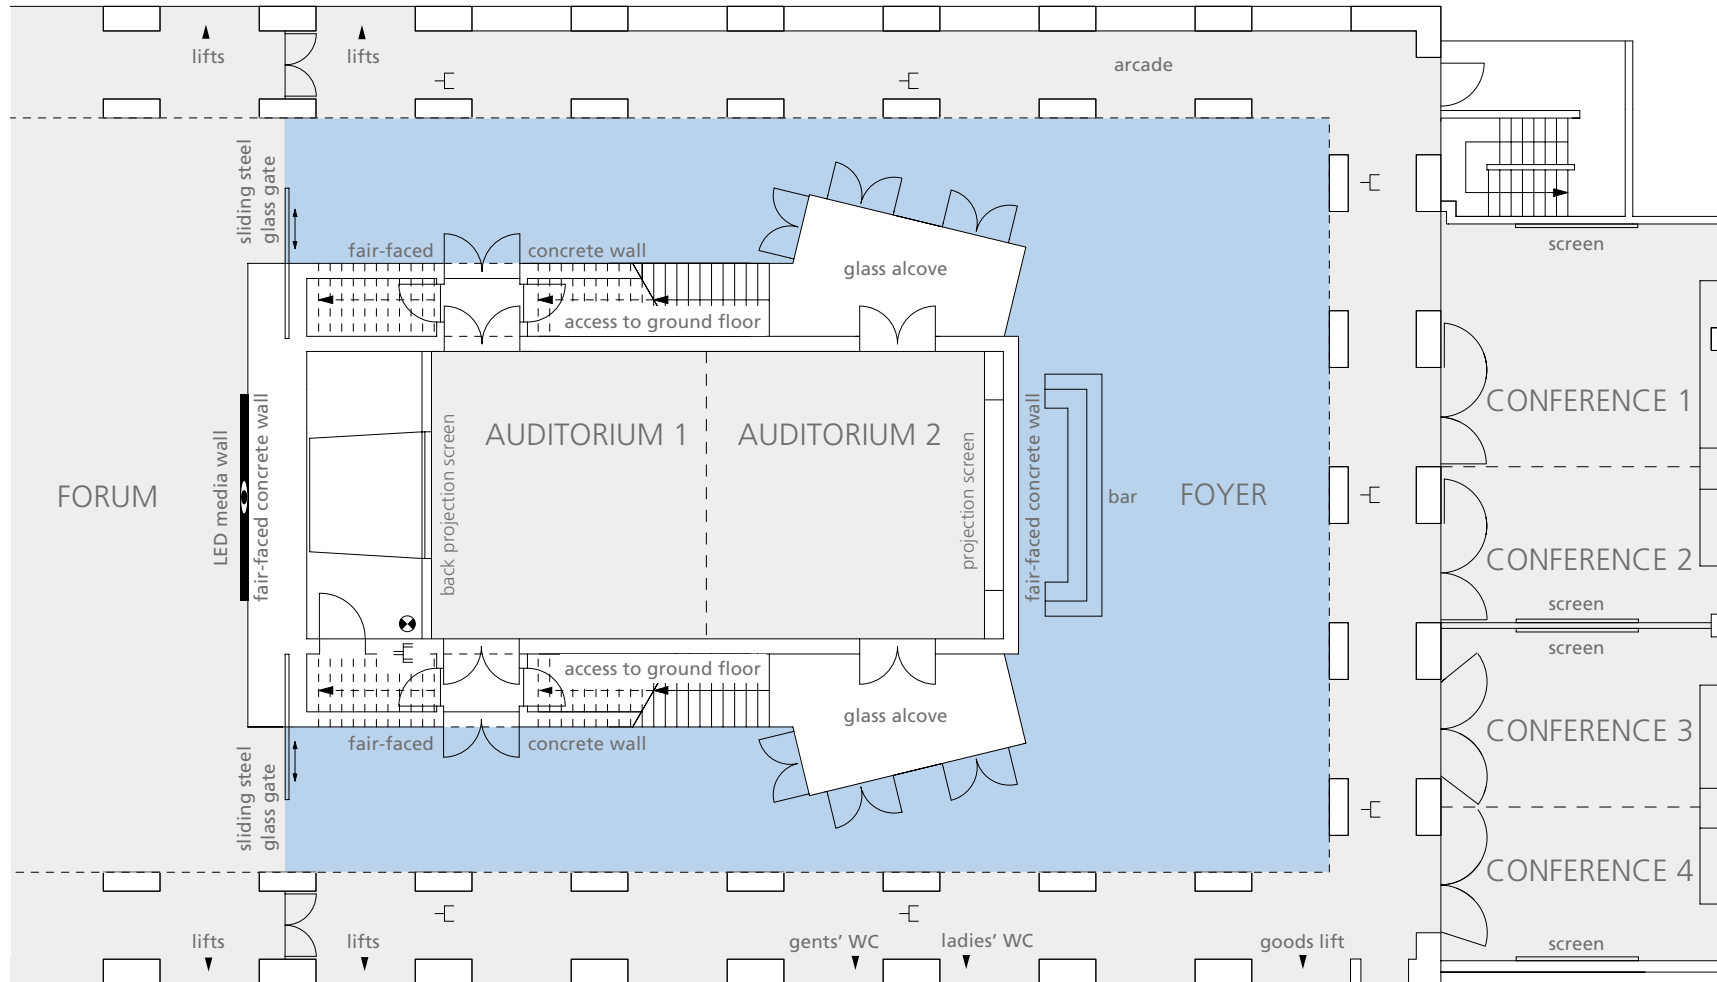 lifts
lifts
arcade
sliding steel
glass gate
fair-faced
concrete wall
screen
glass alcove
access to ground floor
CONFERENCE 1
AUDITORIUM 1
AUDITORIUM 2
LED media wall
fair-faced concrete wall
back projection screen
projection screen
fair-faced concrete wall
FORUM
bar
FOYER
CONFERENCE 2
screen
screen
access to ground floor
glass alcove
CONFERENCE 3
fair-faced
concrete wall
sliding steel
glass gate
CONFERENCE 4
lifts
lifts
gents’ WC
ladies’ WC
goods lift
screen